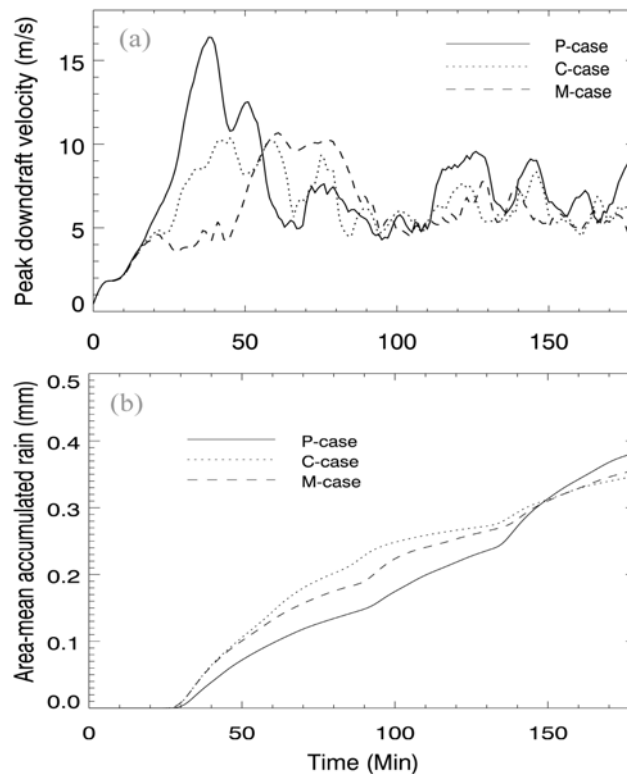 (a)
Peak downdraft velocity (m/s)
15
10
5
0
P-case
C-case
M-case
0 50 100 150
(b)
Area-mean accumulated rain (mm)
0.5
0.4
0.3
0.2
0.1
0.0
P-case
C-case
M-case
0 50 100 150
Time (Min)